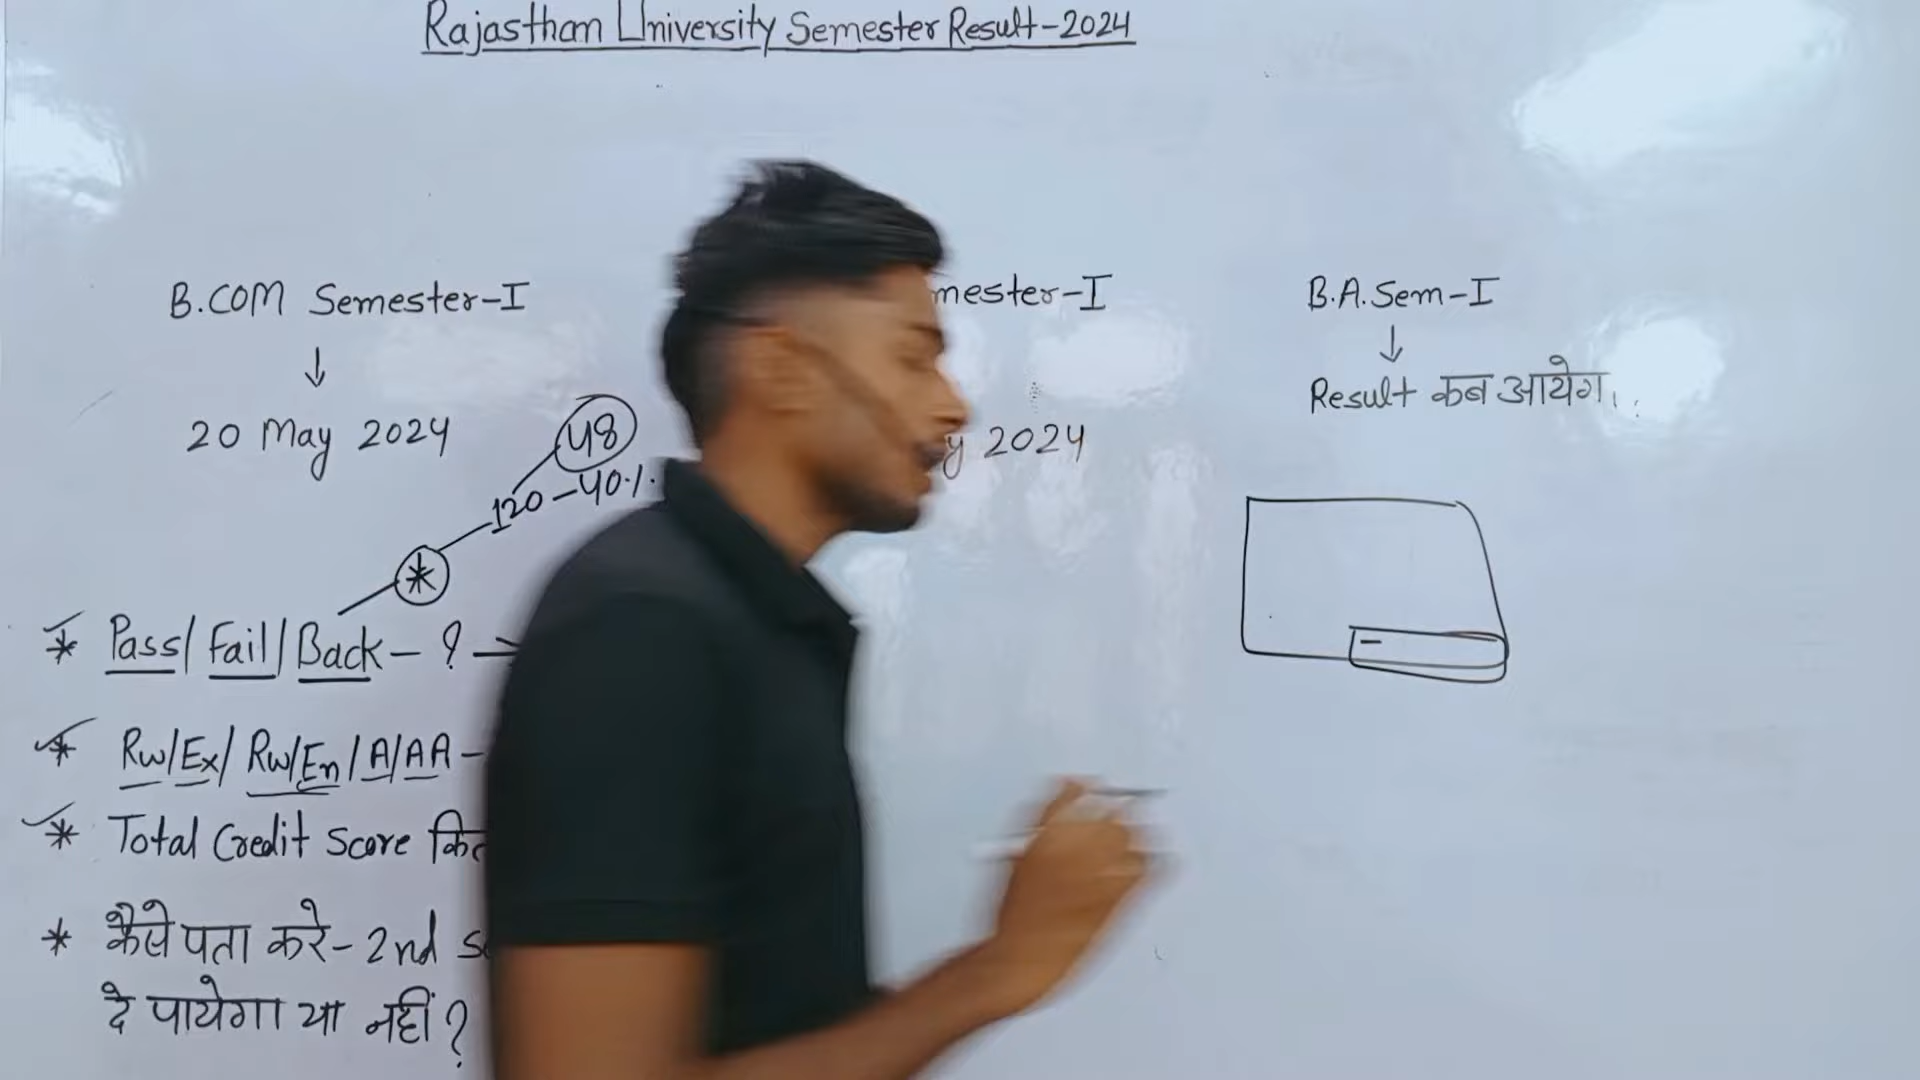 Rajasthan University Semester Result-2024
B.COM Semester-I
mester-I
B.A. Sem-I
Result कब आयेगा
20 May 2024
y 2024
48
120-40%
*
* Pass/Fail/Back-?
* Rw/Ex/Rw/En/A/AA-
* Total Credit Score
* कैसे पता करे-2nd
दे पायेगा या नहीं?